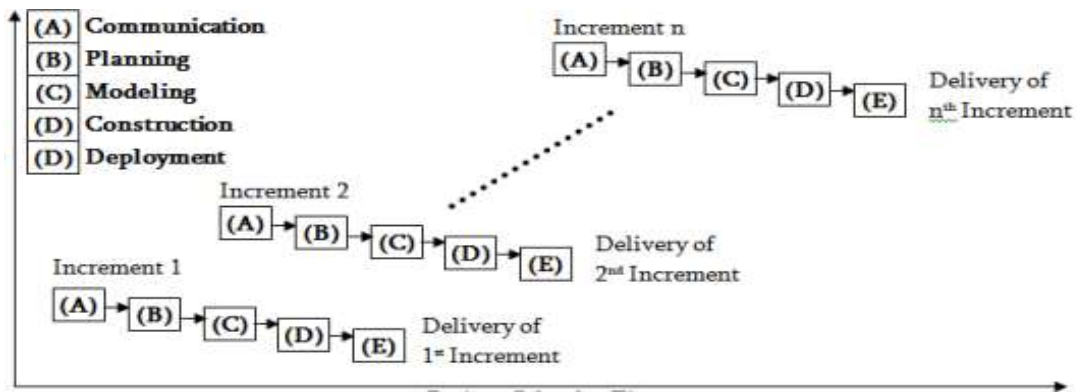 (A) Communication
(B) Planning
(C) Modeling
(D) Construction
(D) Deployment
Increment n
(A) (B) (C) (D) (E)
Delivery of
nth Increment
Increment 2
(A) (B) (C) (D) (E)
Delivery of
2nd Increment
Increment 1
(A) (B) (C) (D) (E)
Delivery of
1st Increment